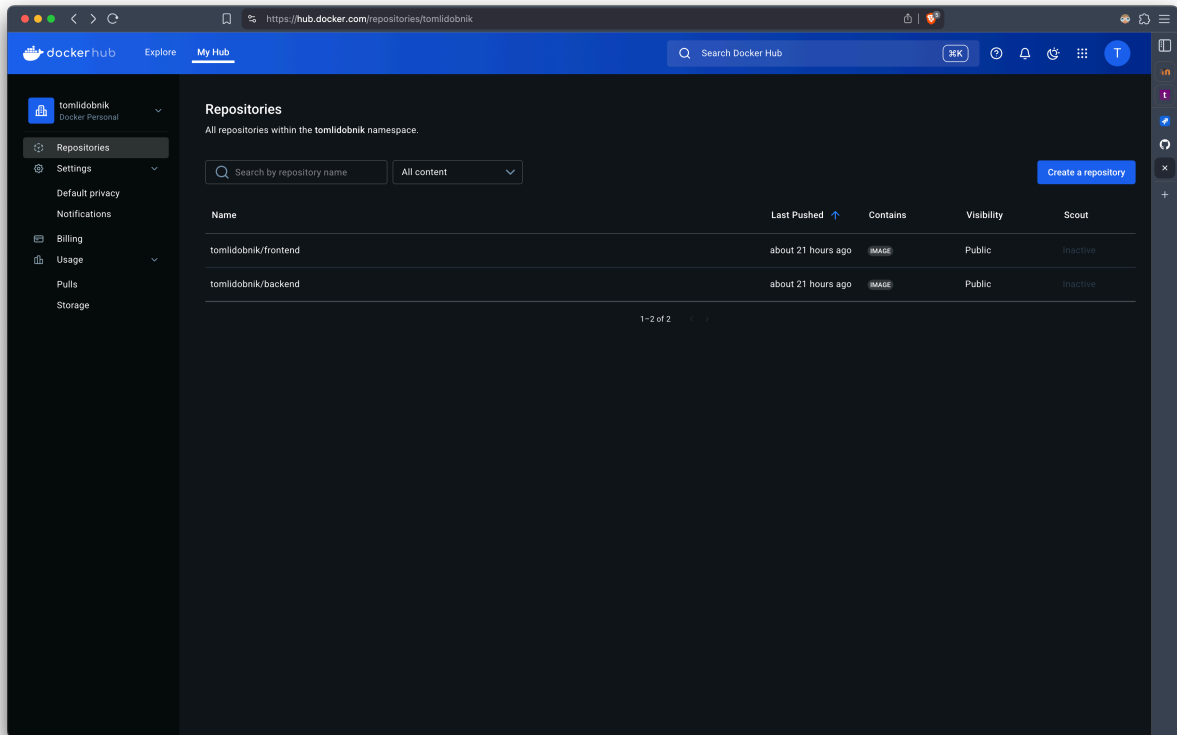 https://hub.docker.com/repositories/tomlidobnik
dockerhub
Explore
My Hub
Search Docker Hub
⌘K
T
tomlidobnik
Docker Personal
Repositories
Settings
Default privacy
Notifications
Billing
Usage
Pulls
Storage
Repositories
All repositories within the tomlidobnik namespace.
Search by repository name
All content
Create a repository
Name Last Pushed Contains Visibility Scout
tomlidobnik/frontend about 21 hours ago IMAGE Public Inactive
tomlidobnik/backend about 21 hours ago IMAGE Public Inactive
1–2 of 2
t